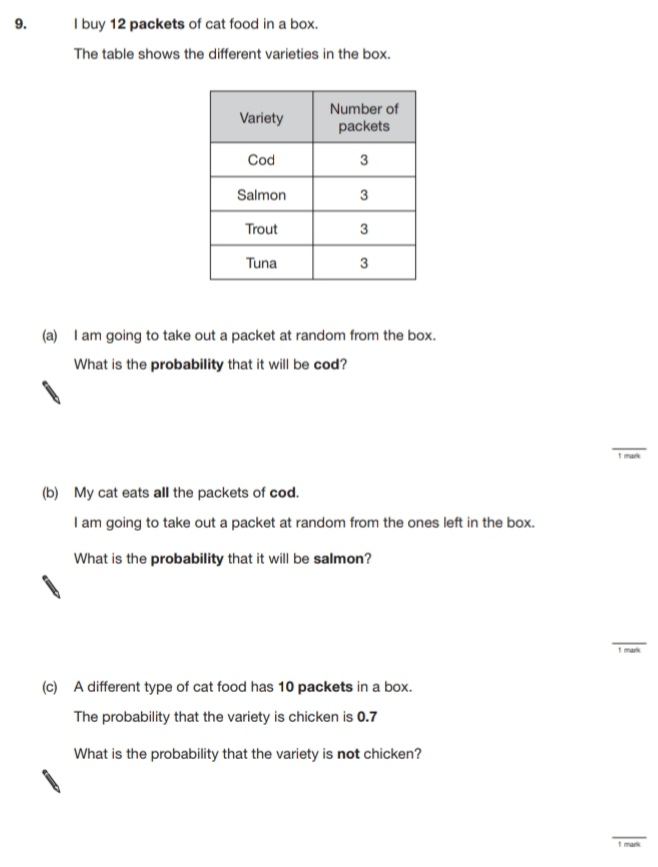 9. I buy 12 packets of cat food in a box.
The table shows the different varieties in the box.
Variety Number of packets
Cod 3
Salmon 3
Trout 3
Tuna 3
(a) I am going to take out a packet at random from the box.
What is the probability that it will be cod?
1 mark
(b) My cat eats all the packets of cod.
I am going to take out a packet at random from the ones left in the box.
What is the probability that it will be salmon?
1 mark
(c) A different type of cat food has 10 packets in a box.
The probability that the variety is chicken is 0.7
What is the probability that the variety is not chicken?
1 mark